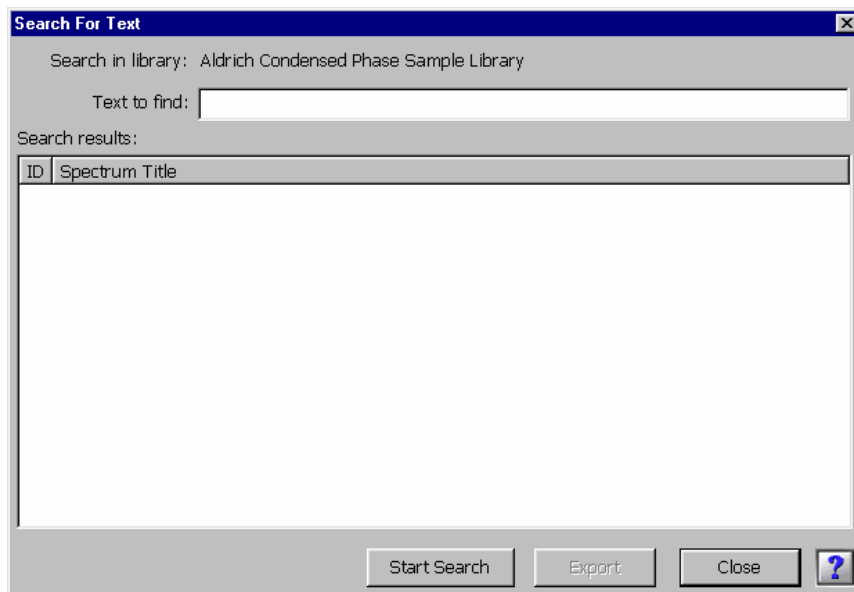 Search For Text
Search in library: Aldrich Condensed Phase Sample Library
Text to find:
Search results:
ID Spectrum Title
Start Search Export Close ?